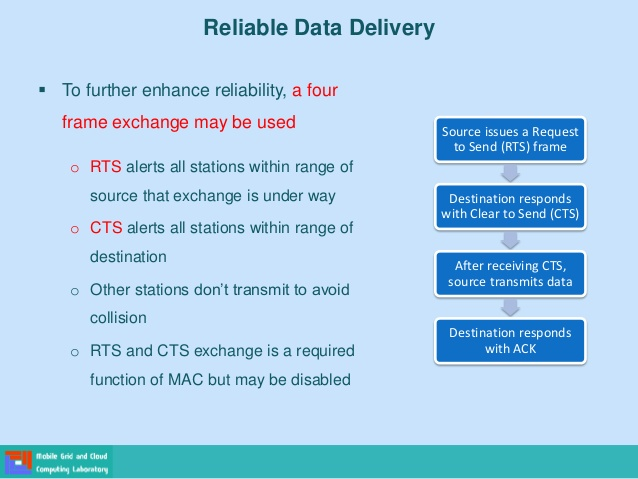 Reliable Data Delivery
▪ To further enhance reliability, a four
frame exchange may be used
o RTS alerts all stations within range of
source that exchange is under way
o CTS alerts all stations within range of
destination
o Other stations don't transmit to avoid
collision
o RTS and CTS exchange is a required
function of MAC but may be disabled
Source issues a Request
to Send (RTS) frame
Destination responds
with Clear to Send (CTS)
After receiving CTS,
source transmits data
Destination responds
with ACK
Mobile Grid and Cloud
Computing Laboratory